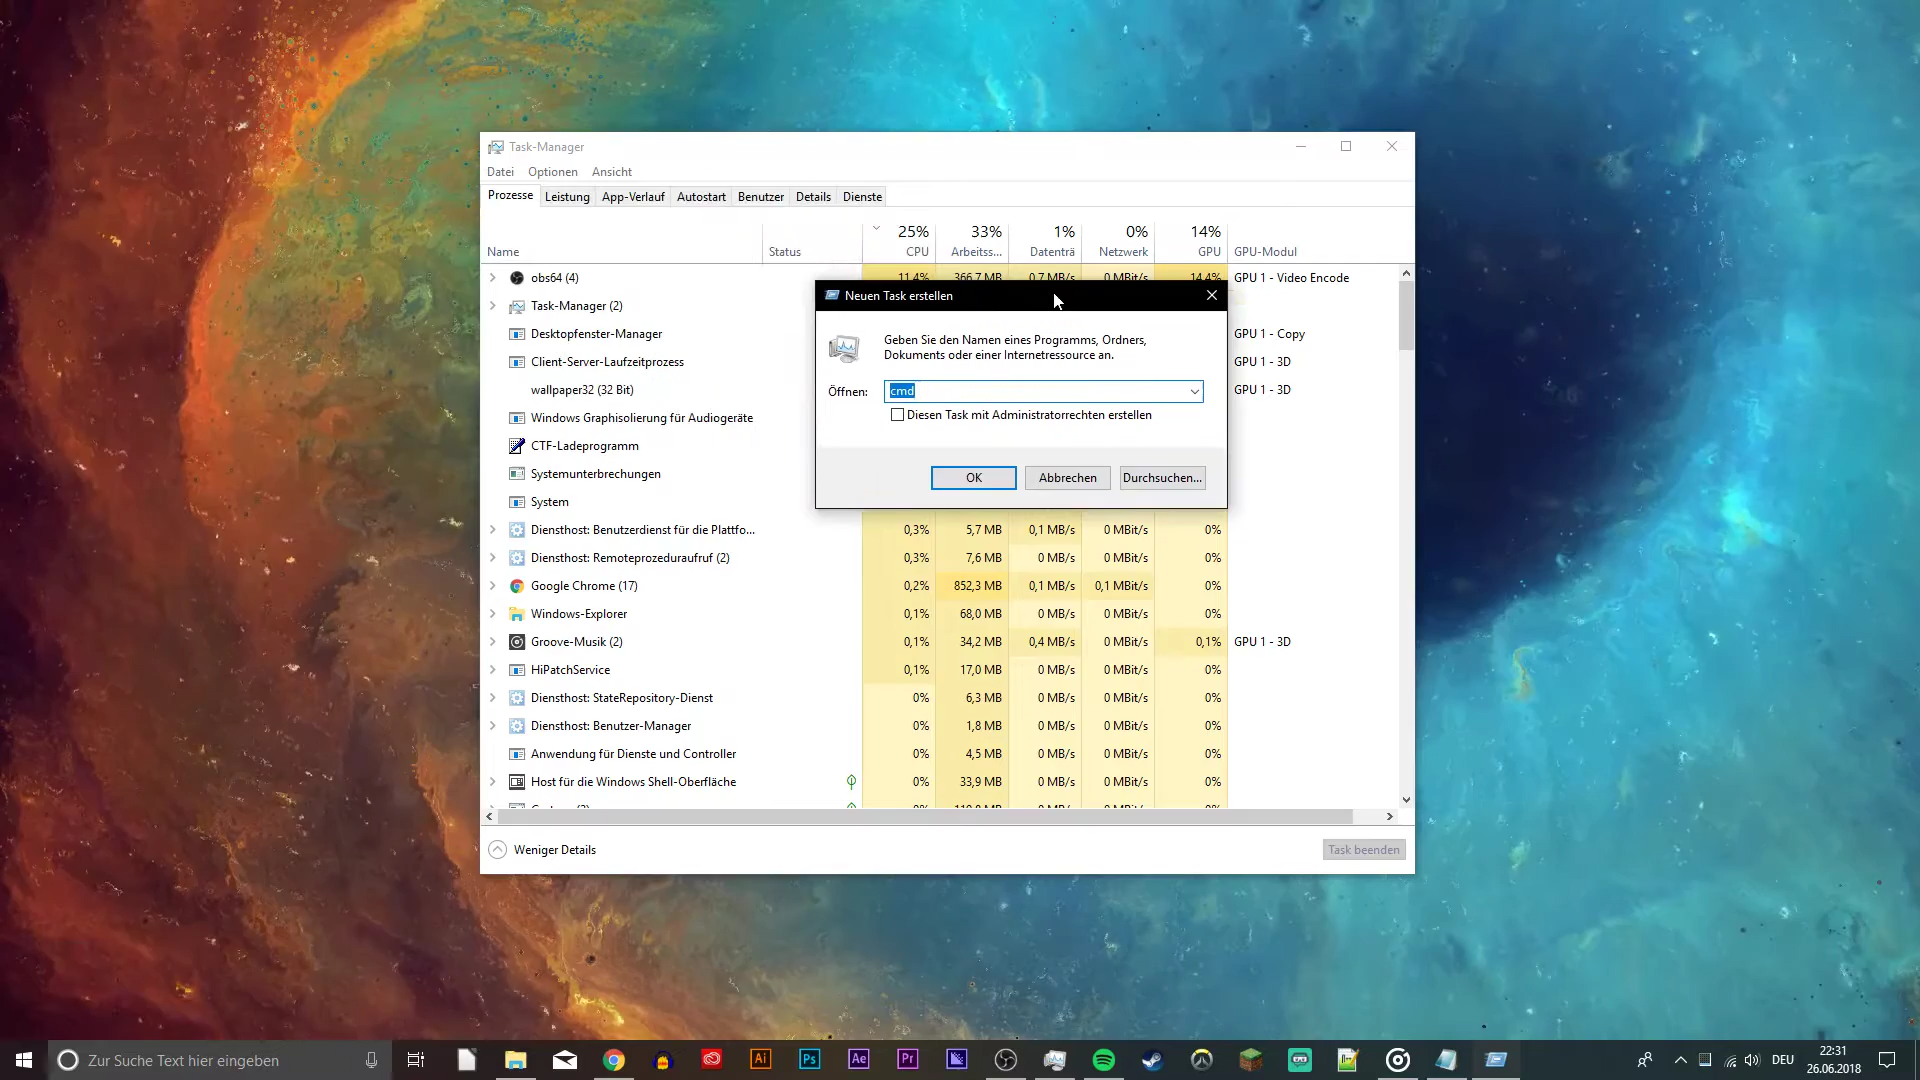 Task-Manager
Datei Optionen Ansicht
Prozesse Leistung App-Verlauf Autostart Benutzer Details Dienste
25% 33% 1% 0% 14%
Name Status CPU Arbeitss... Datenträ Netzwerk GPU GPU-Modul
obs64 (4) 11,4% 366,7 MB 0,7 MB/s 0 MBit/s 14,4% GPU 1 - Video Encode
Neuen Task erstellen
Task-Manager (2)
Desktopfenster-Manager GPU 1 - Copy
Geben Sie den Namen eines Programms, Ordners,
Dokuments oder einer Internetressource an.
Client-Server-Laufzeitprozess GPU 1 - 3D
wallpaper32 (32 Bit) GPU 1 - 3D
Öffnen: cmd
Diesen Task mit Administratorrechten erstellen
Windows Graphisolierung für Audiogeräte
CTF-Ladeprogramm
Systemunterbrechungen
OK Abbrechen Durchsuchen...
System
Diensthost: Benutzerdienst für die Plattfo... 0,3% 5,7 MB 0,1 MB/s 0 MBit/s 0%
Diensthost: Remoteprozeduraufruf (2) 0,3% 7,6 MB 0 MB/s 0 MBit/s 0%
Google Chrome (17) 0,2% 852,3 MB 0,1 MB/s 0,1 MBit/s 0%
Windows-Explorer 0,1% 68,0 MB 0 MB/s 0 MBit/s 0%
Groove-Musik (2) 0,1% 34,2 MB 0,4 MB/s 0 MBit/s 0,1% GPU 1 - 3D
HiPatchService 0,1% 17,0 MB 0 MB/s 0 MBit/s 0%
Diensthost: StateRepository-Dienst 0% 6,3 MB 0 MB/s 0 MBit/s 0%
Diensthost: Benutzer-Manager 0% 1,8 MB 0 MB/s 0 MBit/s 0%
Anwendung für Dienste und Controller 0% 4,5 MB 0 MB/s 0 MBit/s 0%
Host für die Windows Shell-Oberfläche 0% 33,9 MB 0 MB/s 0 MBit/s 0%
Weniger Details Task beenden
Zur Suche Text hier eingeben Ai Ps Ae Pr DEU 22:31
26.06.2018